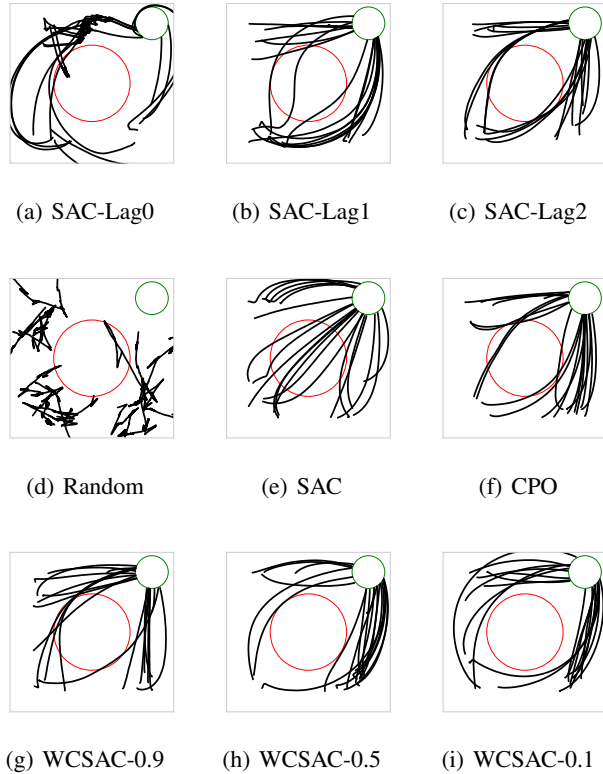 (a) SAC-Lag0
(b) SAC-Lag1
(c) SAC-Lag2
(d) Random
(e) SAC
(f) CPO
(g) WCSAC-0.9
(h) WCSAC-0.5
(i) WCSAC-0.1